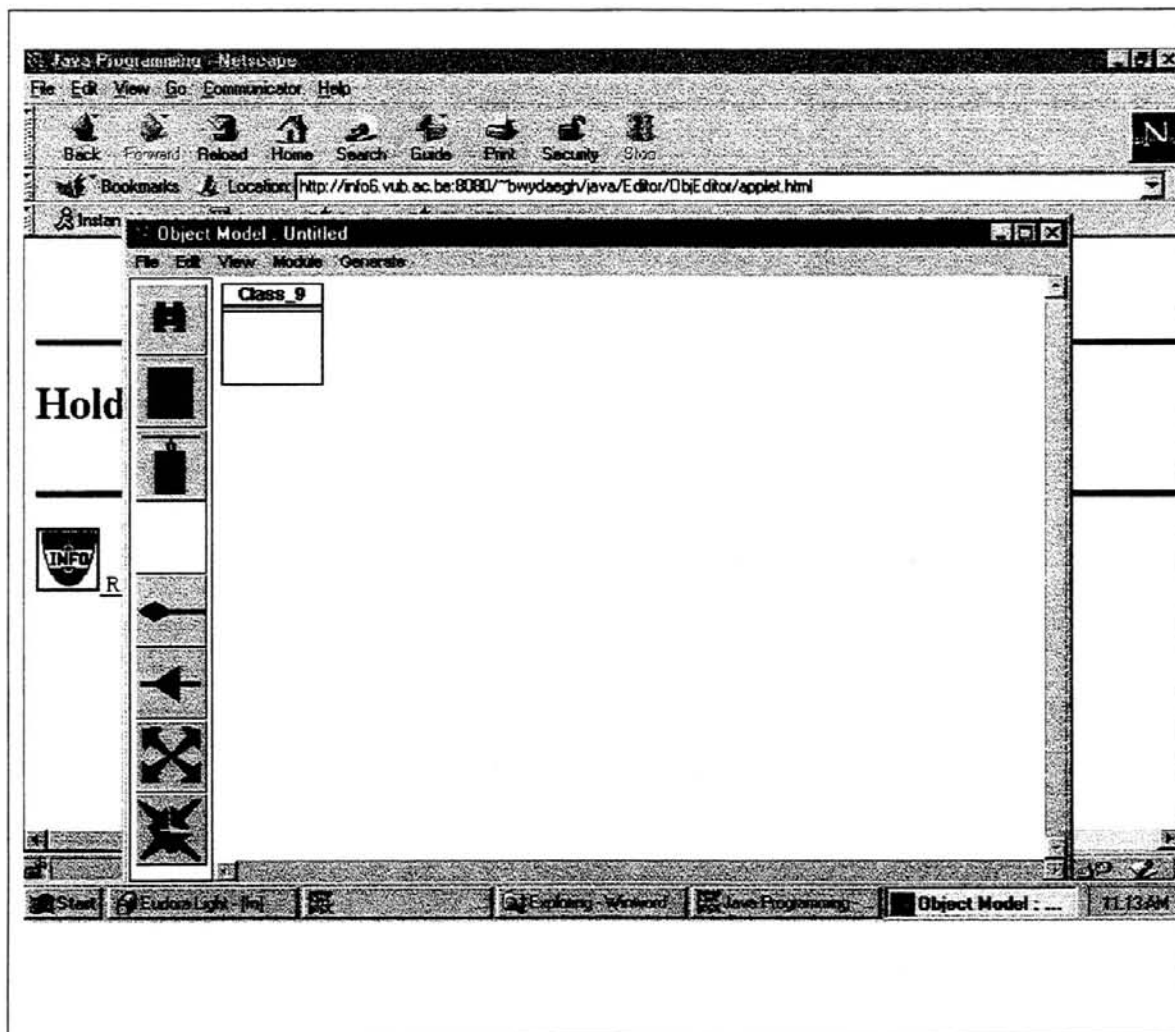 Java Programming - Netscape
File Edit View Go Communicator Help
Back Forward Reload Home Search Guide Print Security Stop
N
Bookmarks Location: http://info6.vub.ac.be:8080/~bwydaegh/java/Editor/ObjEditor/applet.html
Instan
Object Model : Untitled
File Edit View Module Generate
Class_9
Hold
INFO
R
Start Eudora Light - [In] Exploring - Winword Java Programming - ... Object Model : ... 11:13 AM